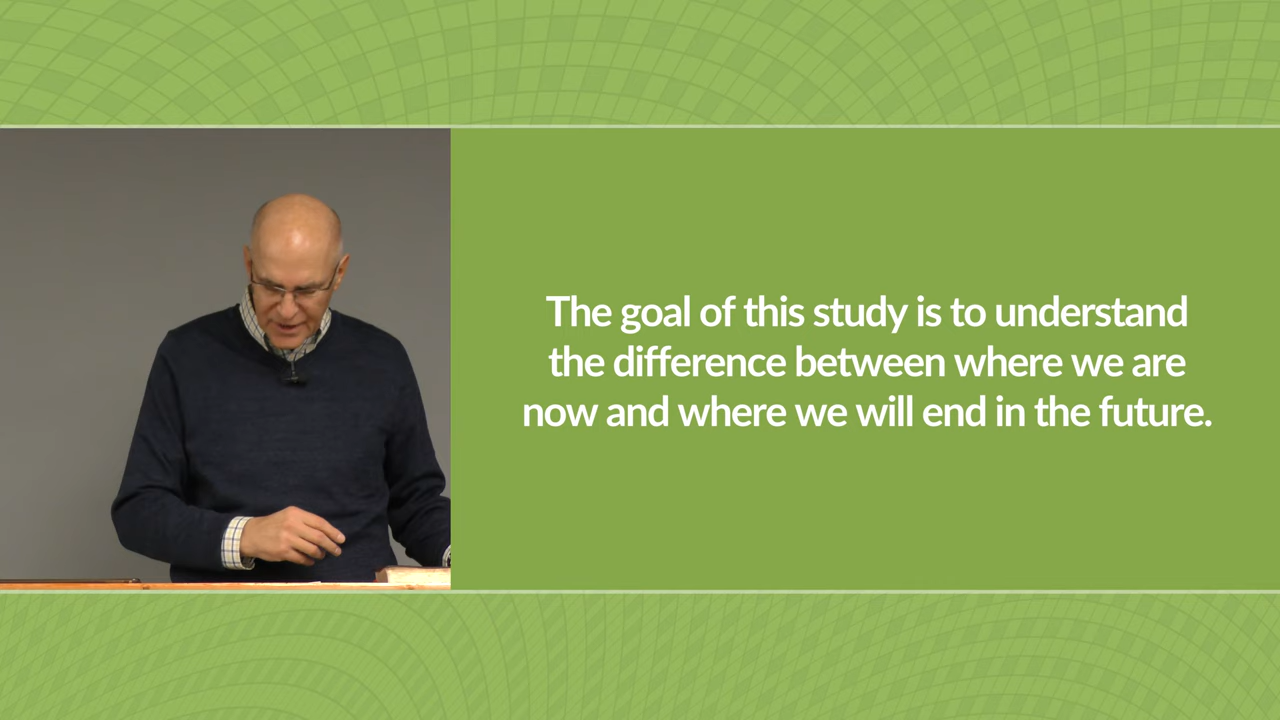 The goal of this study is to understand
the difference between where we are
now and where we will end in the future.